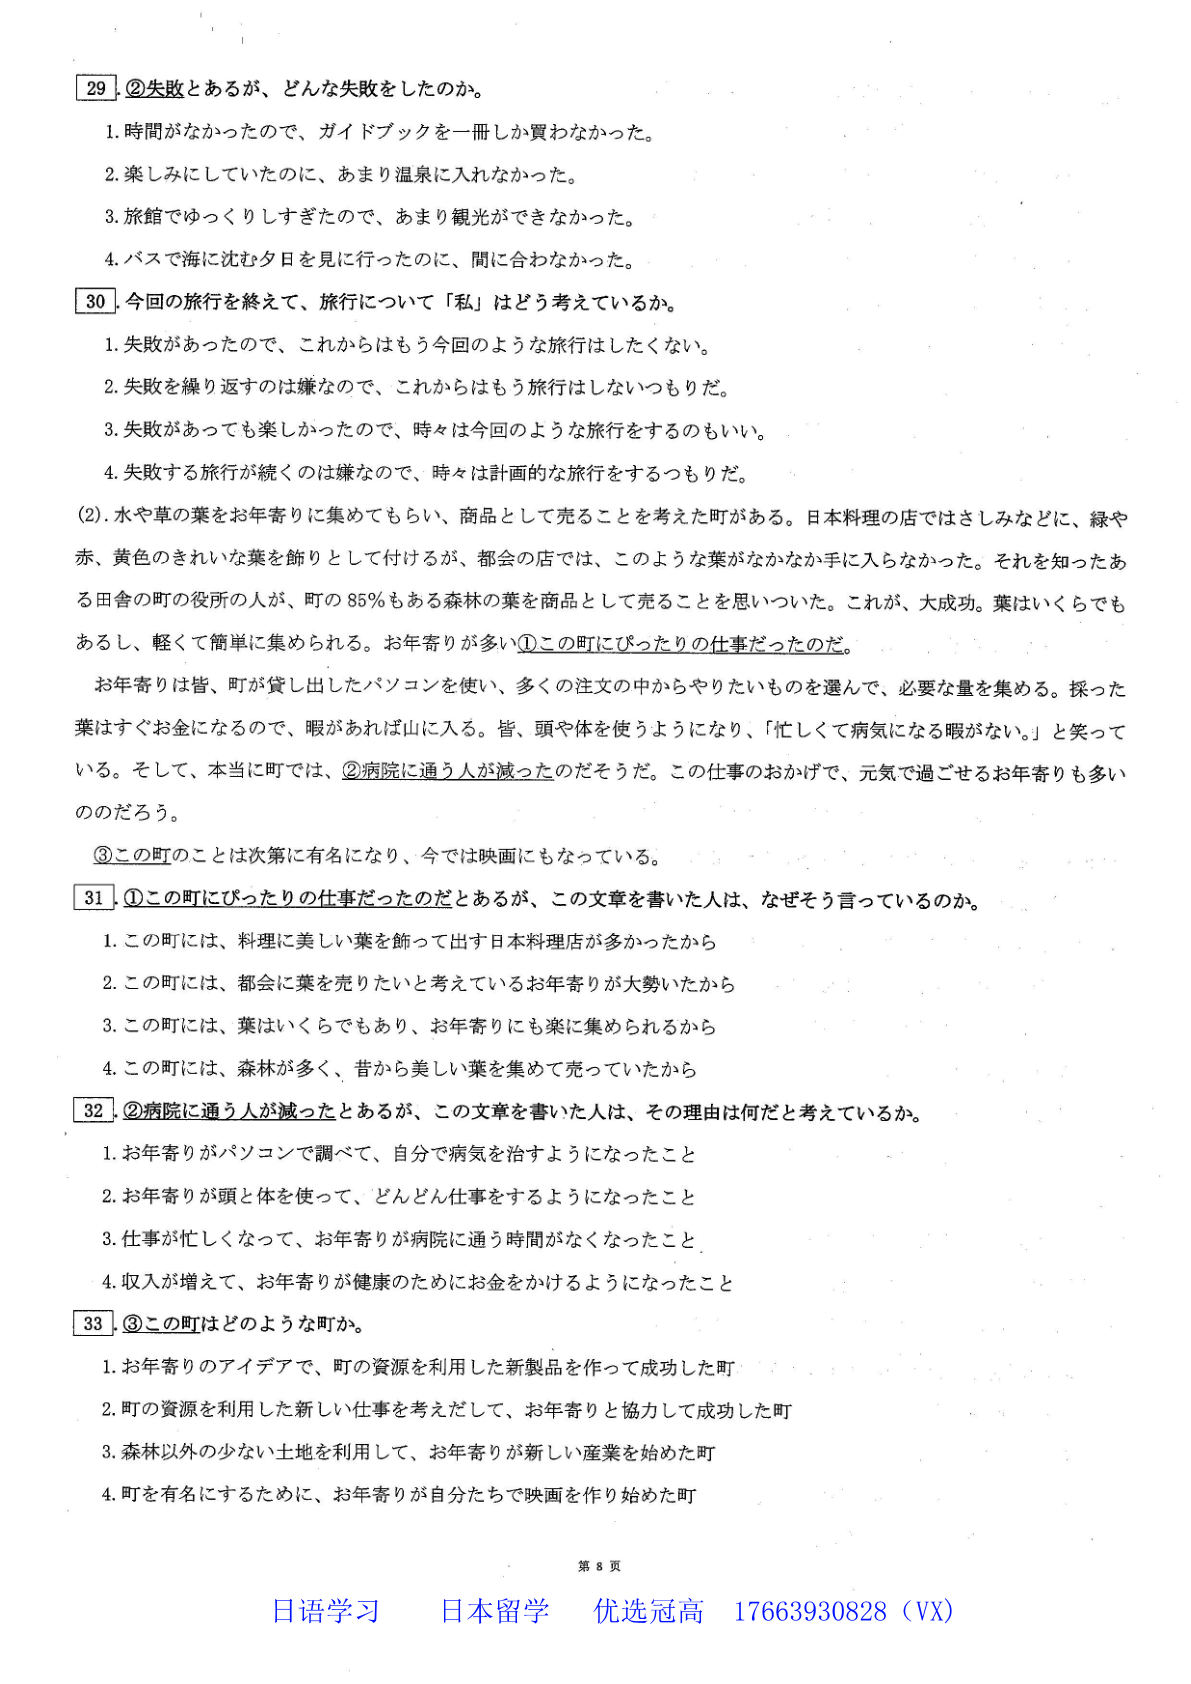 29.②失敗とあるが、どんな失敗をしたのか。
1.時間がなかったので、ガイドブックを一冊しか買わなかった。
2.楽しみにしていたのに、あまり温泉に入れなかった。
3.旅館でゆっくりしすぎたので、あまり観光ができなかった。
4.バスで海に沈む夕日を見に行ったのに、間に合わなかった。
30.今回の旅行を終えて、旅行について「私」はどう考えているか。
1.失敗があったので、これからはもう今回のような旅行はしたくない。
2.失敗を繰り返すのは嫌なので、これからはもう旅行はしないつもりだ。
3.失敗があっても楽しかったので、時々は今回のような旅行をするのもいい。
4.失敗する旅行が続くのは嫌なので、時々は計画的な旅行をするつもりだ。
(2).水や草の葉をお年寄りに集めてもらい、商品として売ることを考えた町がある。日本料理の店ではさしみなどに、緑や
赤、黄色のきれいな葉を飾りとして付けるが、都会の店では、このような葉がなかなか手に入らなかった。それを知ったあ
る田舎の町の役所の人が、町の 85%もある森林の葉を商品として売ることを思いついた。これが、大成功。葉はいくらでも
あるし、軽くて簡単に集められる。お年寄りが多い①この町にぴったりの仕事だったのだ。
お年寄りは皆、町が貸し出したパソコンを使い、多くの注文の中からやりたいものを選んで、必要な量を集める。採った
葉はすぐお金になるので、暇があれば山に入る。皆、頭や体を使うようになり、「忙しくて病気になる暇がない。」と笑って
いる。そして、本当に町では、②病院に通う人が減ったのだそうだ。この仕事のおかげで、元気で過ごせるお年寄りも多い
ののだろう。
③この町のことは次第に有名になり、今では映画にもなっている。
31.①この町にぴったりの仕事だったのだとあるが、この文章を書いた人は、なぜそう言っているのか。
1.この町には、料理に美しい葉を飾って出す日本料理店が多かったから
2.この町には、都会に葉を売りたいと考えているお年寄りが大勢いたから
3.この町には、葉はいくらでもあり、お年寄りにも楽に集められるから
4.この町には、森林が多く、昔から美しい葉を集めて売っていたから
32.②病院に通う人が減ったとあるが、この文章を書いた人は、その理由は何だと考えているか。
1.お年寄りがパソコンで調べて、自分で病気を治すようになったこと
2.お年寄りが頭と体を使って、どんどん仕事をするようになったこと
3.仕事が忙しくなって、お年寄りが病院に通う時間がなくなったこと
4.収入が増えて、お年寄りが健康のためにお金をかけるようになったこと
33.③この町はどのような町か。
1.お年寄りのアイデアで、町の資源を利用した新製品を作って成功した町
2.町の資源を利用した新しい仕事を考えだして、お年寄りと協力して成功した町
3.森林以外の少ない土地を利用して、お年寄りが新しい産業を始めた町
4.町を有名にするために、お年寄りが自分たちで映画を作り始めた町
第 8 页
日语学习 日本留学 优选冠高 17663930828（VX)